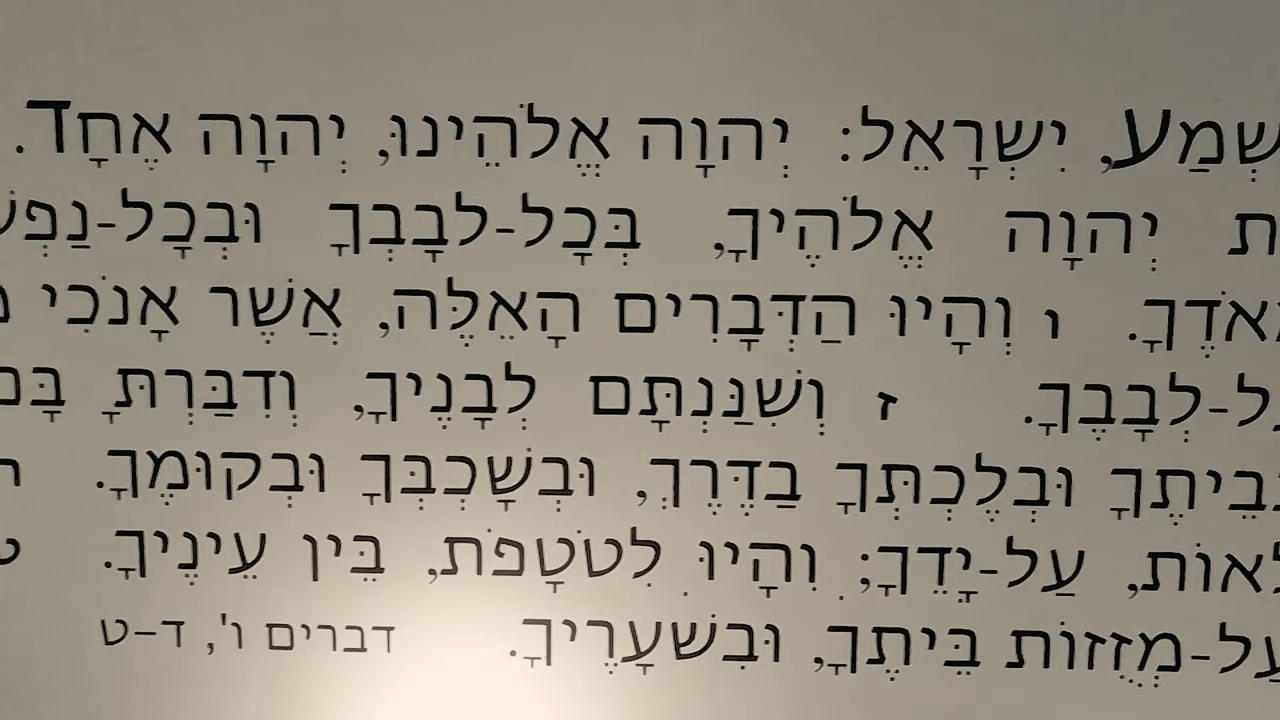 שְׁמַע, יִשְׂרָאֵל: יְהוָה אֱלֹהֵינוּ, יְהוָה אֶחָד.
יְהוָה אֱלֹהֶיךָ, בְּכָל-לבָבְךָ וּבְכָל-
ו וְהָיוּ הַדְּבָרִים הָאֵלֶּה, אֲשֶׁר אָנֹכִי
לְבָבֶךָ. ז וְשִׁנַּנְתָּם לְבָנֶיךָ, וְדִבַּרְתָּ
בְּבֵיתֶךָ וּבְלֶכְתְּךָ בַדֶּרֶךְ, וּבְשָׁכְבְּךָ וּבְקוּמֶךָ. ח
לְאוֹת, עַל-יָדֵךָ; וְהָיוּ לְטֹטָפֹת, בֵּין עֵינֶיךָ. ט
עַל-מְזֻזוֹת בֵּיתֶךָ, וּבִשׁעָרֶיךָ. דברים ו', ד-ט